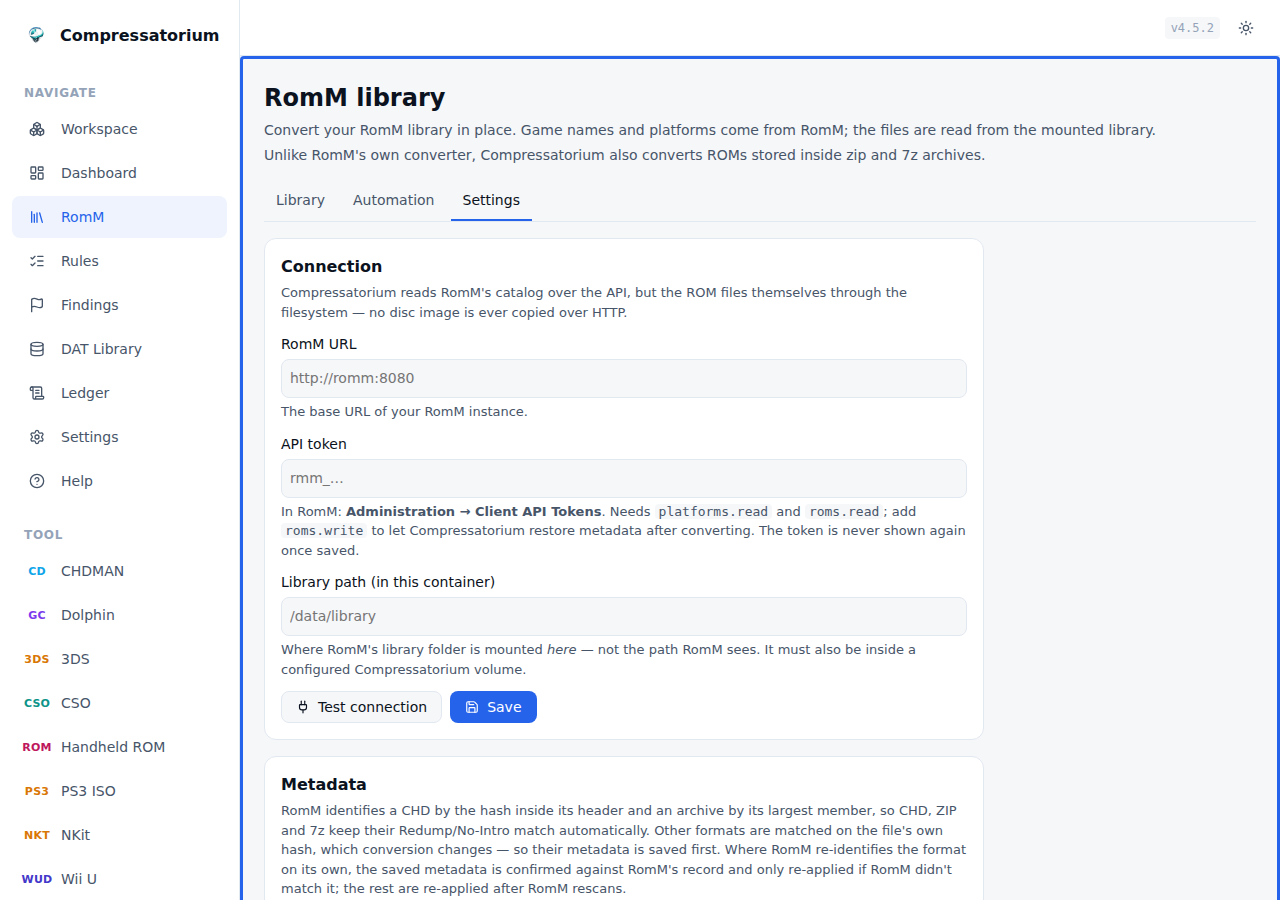 Compressatorium
v4.5.2
NAVIGATE
Workspace
Dashboard
RomM
Rules
Findings
DAT Library
Ledger
Settings
Help
TOOL
CD CHDMAN
GC Dolphin
3DS 3DS
CSO CSO
ROM Handheld ROM
PS3 PS3 ISO
NKT NKit
WUD Wii U
RomM library
Convert your RomM library in place. Game names and platforms come from RomM; the files are read from the mounted library.
Unlike RomM's own converter, Compressatorium also converts ROMs stored inside zip and 7z archives.
Library Automation Settings
Connection
Compressatorium reads RomM's catalog over the API, but the ROM files themselves through the
filesystem — no disc image is ever copied over HTTP.
RomM URL
http://romm:8080
The base URL of your RomM instance.
API token
rmm_...
In RomM: Administration → Client API Tokens. Needs platforms.read and roms.read ; add
roms.write to let Compressatorium restore metadata after converting. The token is never shown again
once saved.
Library path (in this container)
/data/library
Where RomM's library folder is mounted here — not the path RomM sees. It must also be inside a
configured Compressatorium volume.
Test connection Save
Metadata
RomM identifies a CHD by the hash inside its header and an archive by its largest member, so CHD, ZIP
and 7z keep their Redump/No-Intro match automatically. Other formats are matched on the file's own
hash, which conversion changes — so their metadata is saved first. Where RomM re-identifies the format
on its own, the saved metadata is confirmed against RomM's record and only re-applied if RomM didn't
match it; the rest are re-applied after RomM rescans.